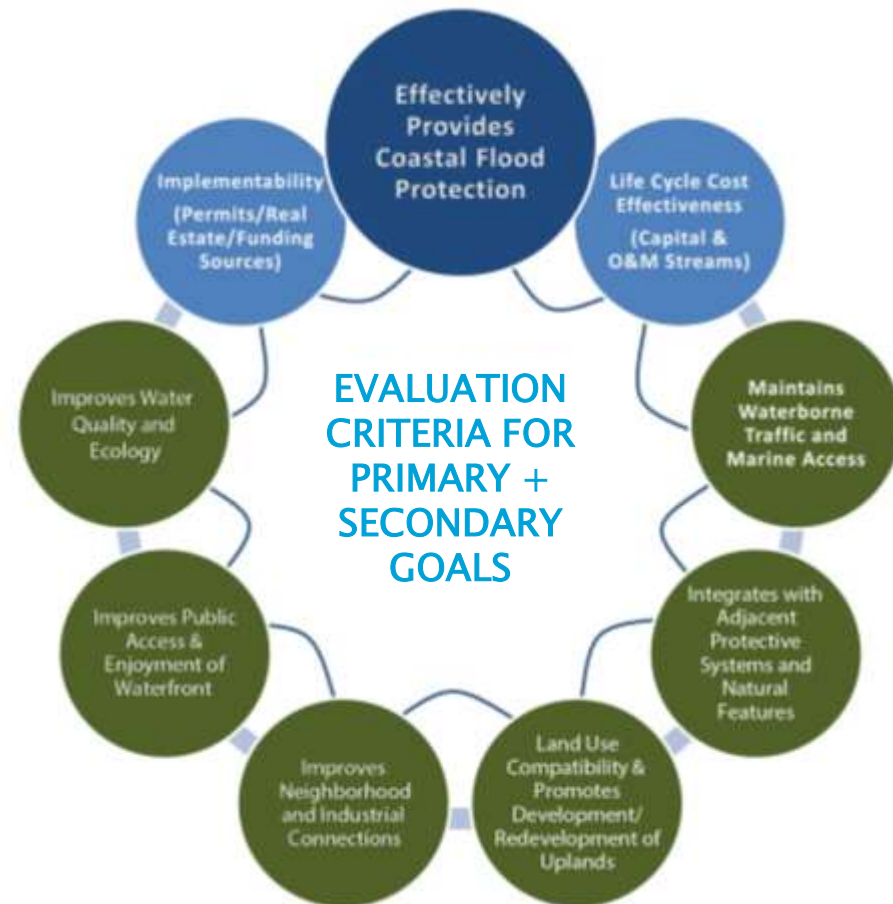 Effectively
Provides
Coastal Flood
Protection
Implementability
(Permits/Real
Estate/Funding
Sources)
Life Cycle Cost
Effectiveness
(Capital &
O&M Streams)
Improves Water
Quality and
Ecology
EVALUATION
CRITERIA FOR
PRIMARY +
SECONDARY
GOALS
Maintains
Waterborne
Traffic and
Marine Access
Improves Public
Access &
Enjoyment of
Waterfront
Integrates with
Adjacent
Protective
Systems and
Natural
Features
Improves
Neighborhood
and Industrial
Connections
Land Use
Compatibility &
Promotes
Development/
Redevelopment of
Uplands